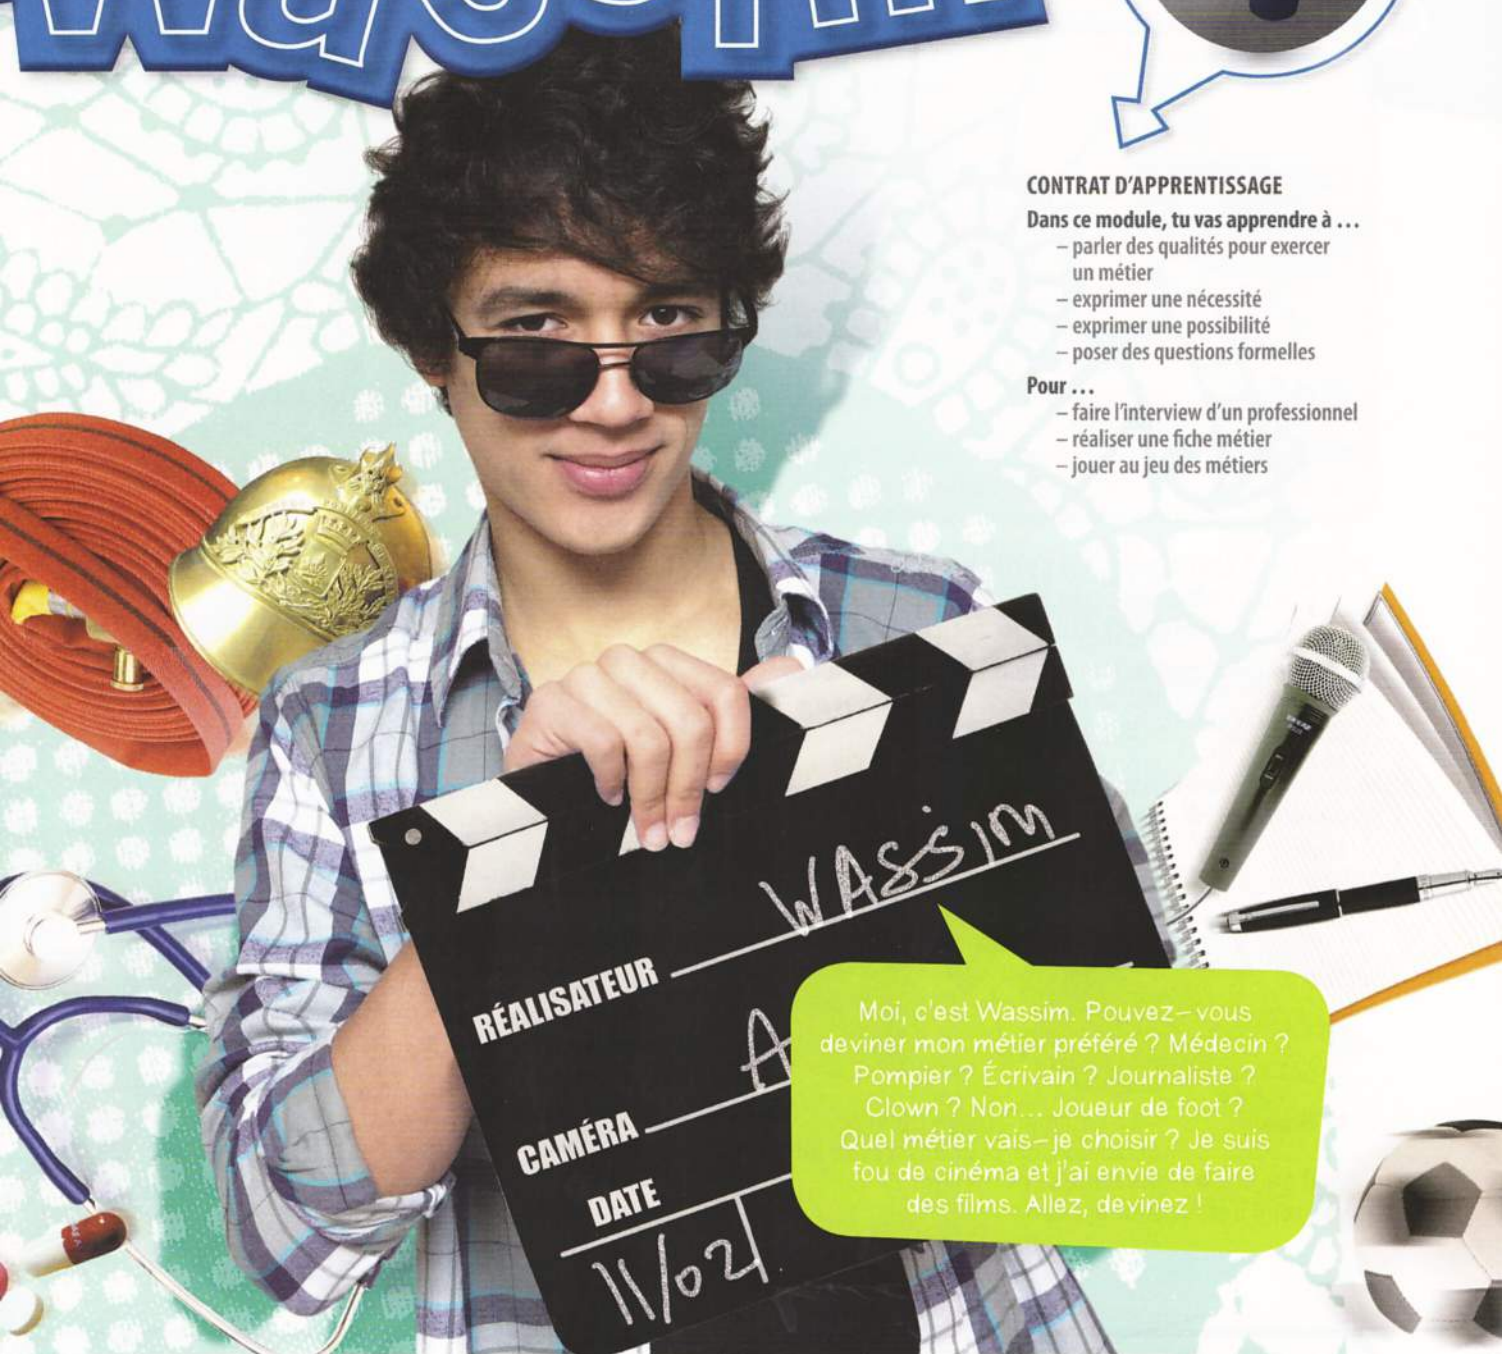 Wassim
CONTRAT D'APPRENTISSAGE
Dans ce module, tu vas apprendre à ...
– parler des qualités pour exercer
un métier
– exprimer une nécessité
– exprimer une possibilité
– poser des questions formelles
Pour ...
– faire l'interview d'un professionnel
– réaliser une fiche métier
– jouer au jeu des métiers
WASSIM
RÉALISATEUR
A
CAMÉRA
DATE
11/02/
Moi, c'est Wassim. Pouvez-vous
deviner mon métier préféré ? Médecin ?
Pompier ? Écrivain ? Journaliste ?
Clown ? Non... Joueur de foot ?
Quel métier vais-je choisir ? Je suis
fou de cinéma et j'ai envie de faire
des films. Allez, devinez !